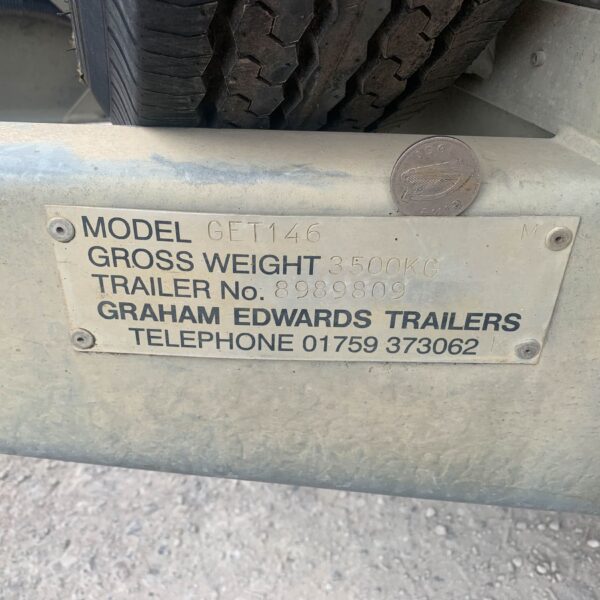 MODEL GET146 M
GROSS WEIGHT 3500KG
TRAILER No. 8989809
GRAHAM EDWARDS TRAILERS
TELEPHONE 01759 373062